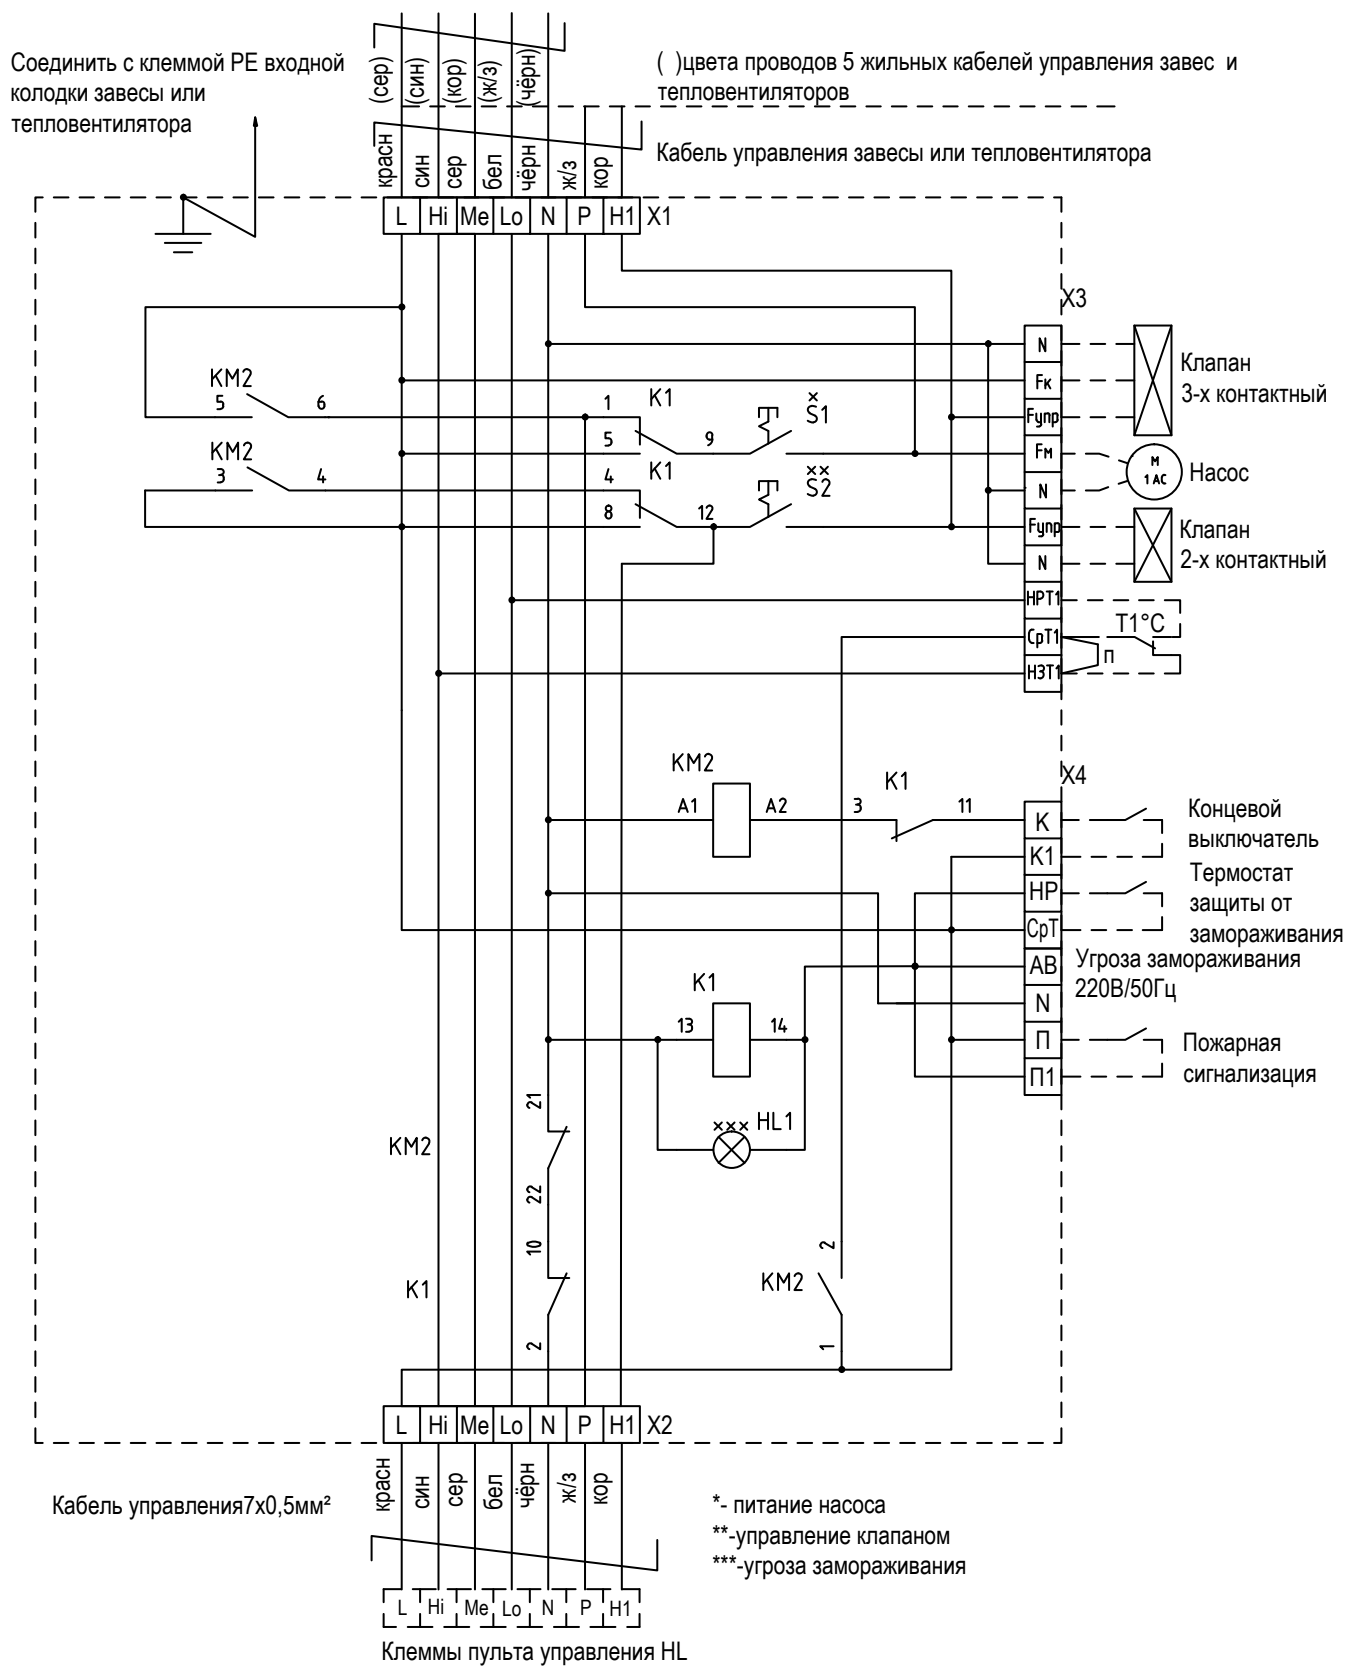 Соединить с клеммой PE входной
колодки завесы или
тепловентилятора
(сер)
(син)
(кор)
(ж/з)
(чёрн)
( )цвета проводов 5 жильных кабелей управления завес и
тепловентиляторов
красн
син
сер
бел
чёрн
ж/з
кор
Кабель управления завесы или тепловентилятора
L Hi Me Lo N P H1 X1
X3
N
Fк
Fупр
Fм
N
Fупр
N
НРТ1
СрТ1
НЗТ1
Клапан
3-х контактный
M
1 AC
Насос
Клапан
2-х контактный
T1°C
П
KM2
5 6 1 K1 S1
5 9
KM2
3 4 4 K1 S2
8 12
KM2
A1 A2 3 K1 11
X4
K
K1
НР
СрТ
АВ
N
П
П1
Концевой
выключатель
Термостат
защиты от
замораживания
Угроза замораживания
220В/50Гц
Пожарная
сигнализация
K1
13 14
HL1
21
KM2
22
10
K1
2
2
KM2
1
L Hi Me Lo N P H1 X2
красн
син
сер
бел
чёрн
ж/з
кор
Кабель управления7х0,5мм²
*- питание насоса
**-управление клапаном
***-угроза замораживания
L Hi Me Lo N P H1
Клеммы пульта управления HL